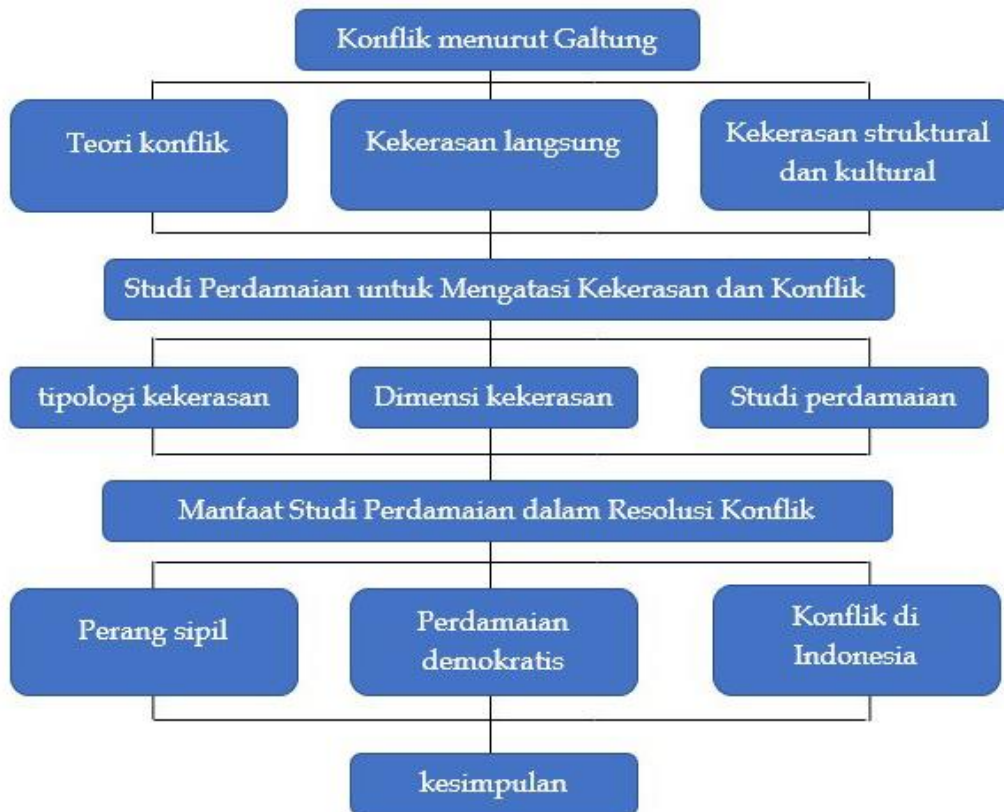 Konflik menurut Galtung
Teori konflik
Kekerasan langsung
Kekerasan struktural
dan kultural
Studi Perdamaian untuk Mengatasi Kekerasan dan Konflik
tipologi kekerasan
Dimensi kekerasan
Studi perdamaian
Manfaat Studi Perdamaian dalam Resolusi Konflik
Perang sipil
Perdamaian
demokratis
Konflik di
Indonesia
kesimpulan